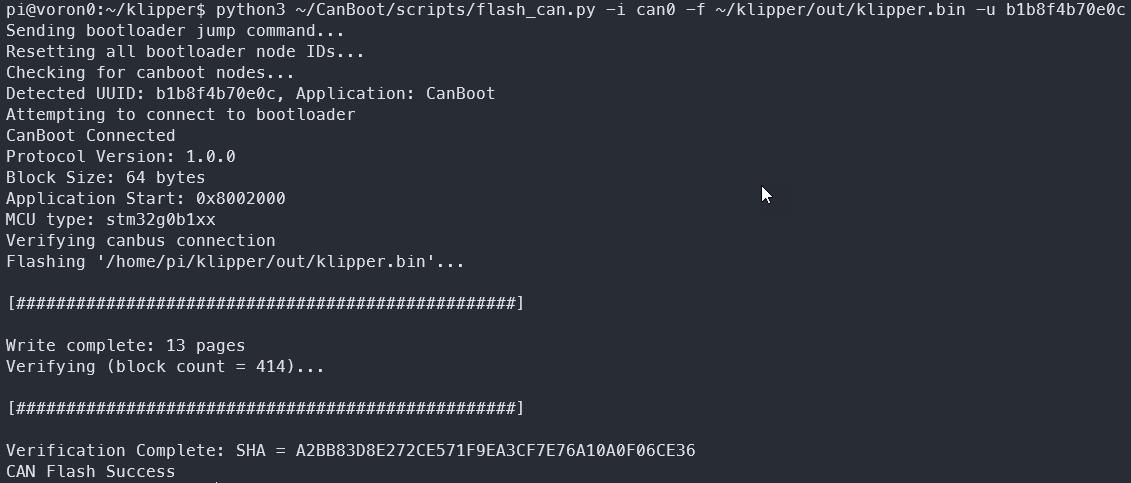 pi@voron0:~/klipper$ python3 ~/CanBoot/scripts/flash_can.py -i can0 -f ~/klipper/out/klipper.bin -u b1b8f4b70e0c
Sending bootloader jump command...
Resetting all bootloader node IDs...
Checking for canboot nodes...
Detected UUID: b1b8f4b70e0c, Application: CanBoot
Attempting to connect to bootloader
CanBoot Connected
Protocol Version: 1.0.0
Block Size: 64 bytes
Application Start: 0x8002000
MCU type: stm32g0b1xx
Verifying canbus connection
Flashing '/home/pi/klipper/out/klipper.bin'...
[##################################################]
Write complete: 13 pages
Verifying (block count = 414)...
[##################################################]
Verification Complete: SHA = A2BB83D8E272CE571F9EA3CF7E76A10A0F06CE36
CAN Flash Success